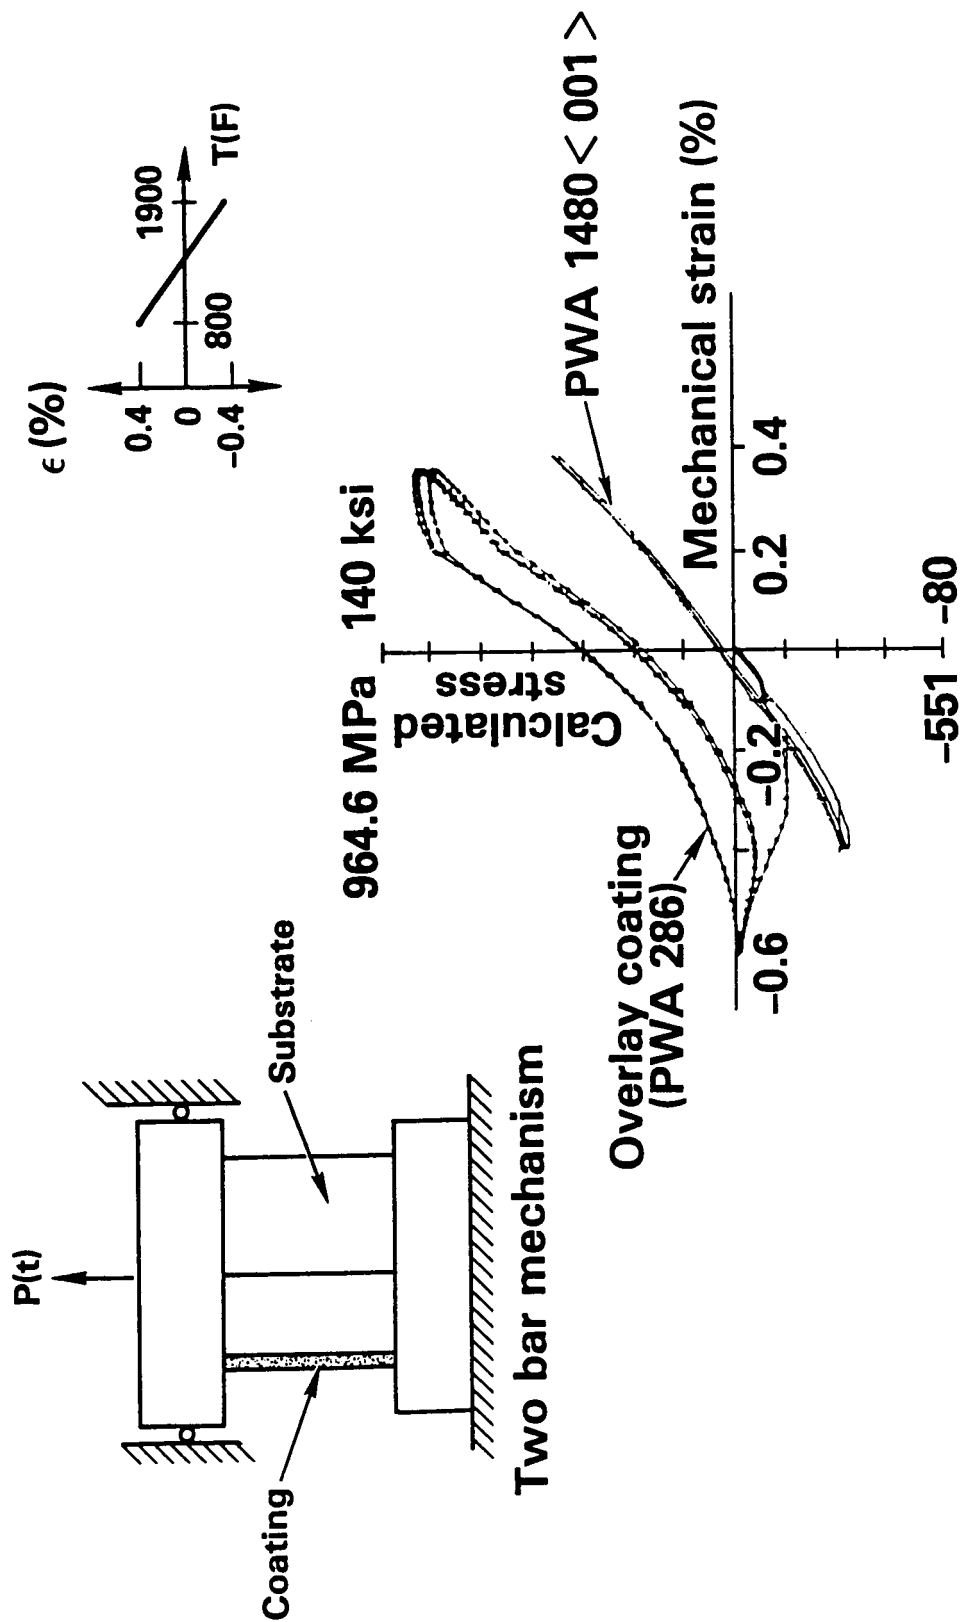 P(t)
Coating
Substrate
Two bar mechanism
ϵ (%)
0.4
0
−0.4
800
1900
T(F)
964.6 MPa 140 ksi
Calculated
stress
Overlay coating
(PWA 286)
PWA 1480 < 001 >
Mechanical strain (%)
−0.6
−0.2
0.2
0.4
−551 −80